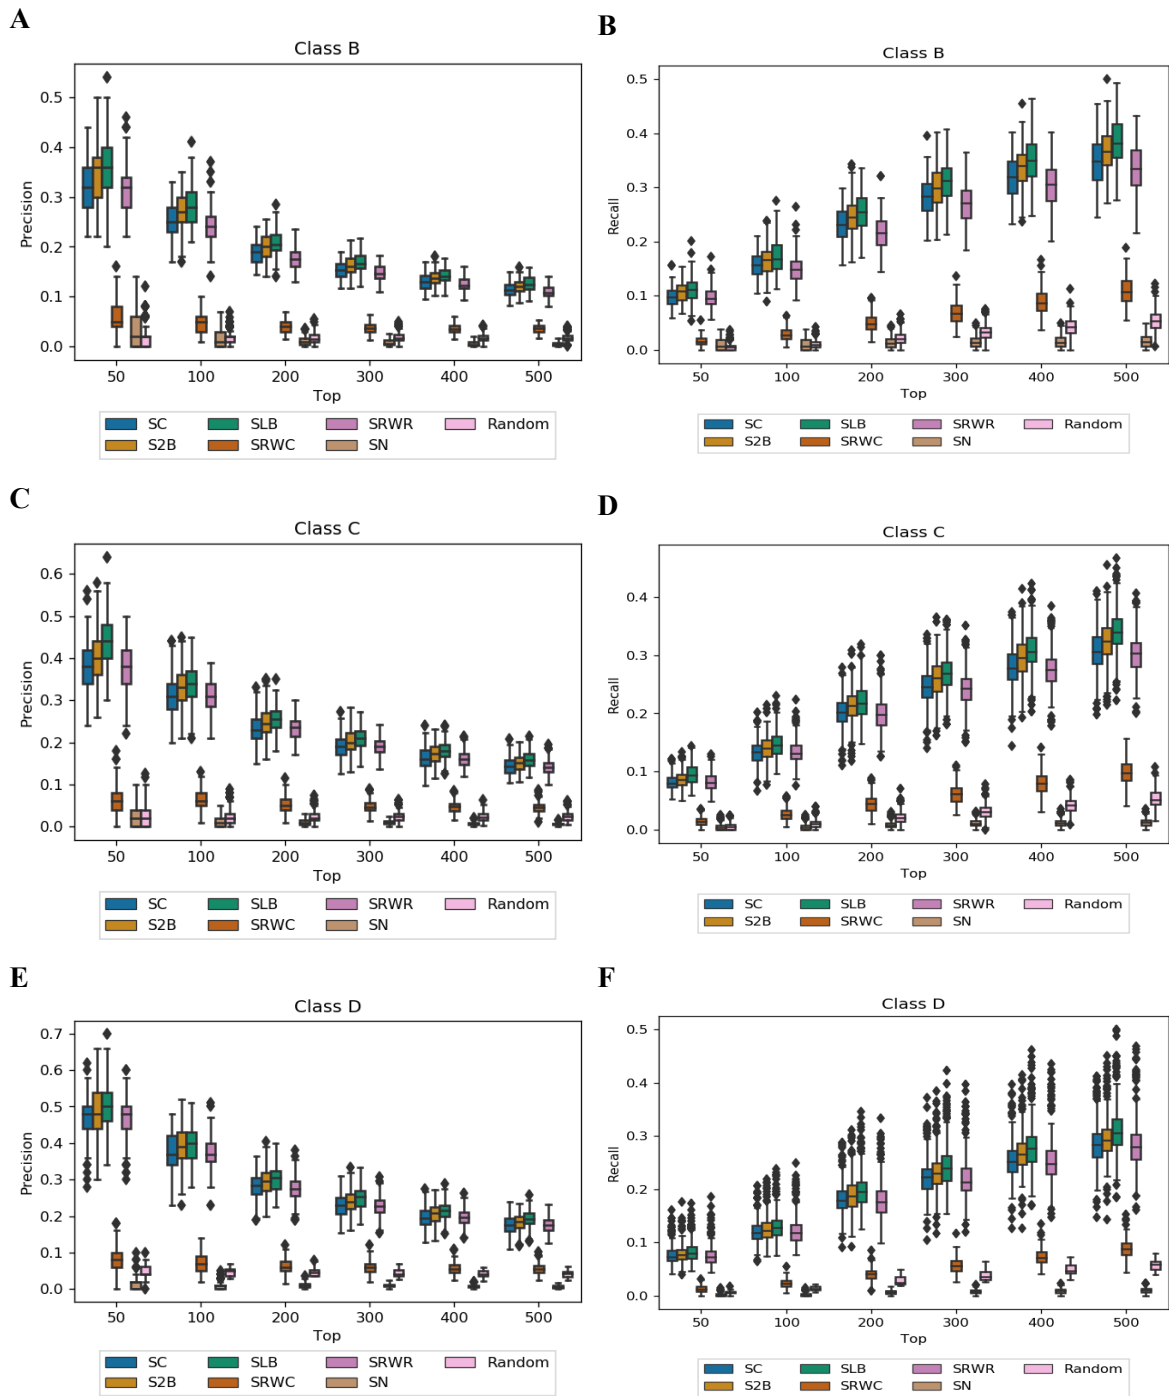 A
Class B
Precision
0.5
0.4
0.3
0.2
0.1
0.0
50 100 200 300 400 500
Top
SC SLB SRWR Random
S2B SRWC SN
B
Class B
Recall
0.5
0.4
0.3
0.2
0.1
0.0
50 100 200 300 400 500
Top
SC SLB SRWR Random
S2B SRWC SN
C
Class C
Precision
0.6
0.5
0.4
0.3
0.2
0.1
0.0
50 100 200 300 400 500
Top
SC SLB SRWR Random
S2B SRWC SN
D
Class C
Recall
0.4
0.3
0.2
0.1
0.0
50 100 200 300 400 500
Top
SC SLB SRWR Random
S2B SRWC SN
E
Class D
Precision
0.7
0.6
0.5
0.4
0.3
0.2
0.1
0.0
50 100 200 300 400 500
Top
SC SLB SRWR Random
S2B SRWC SN
F
Class D
Recall
0.5
0.4
0.3
0.2
0.1
0.0
50 100 200 300 400 500
Top
SC SLB SRWR Random
S2B SRWC SN